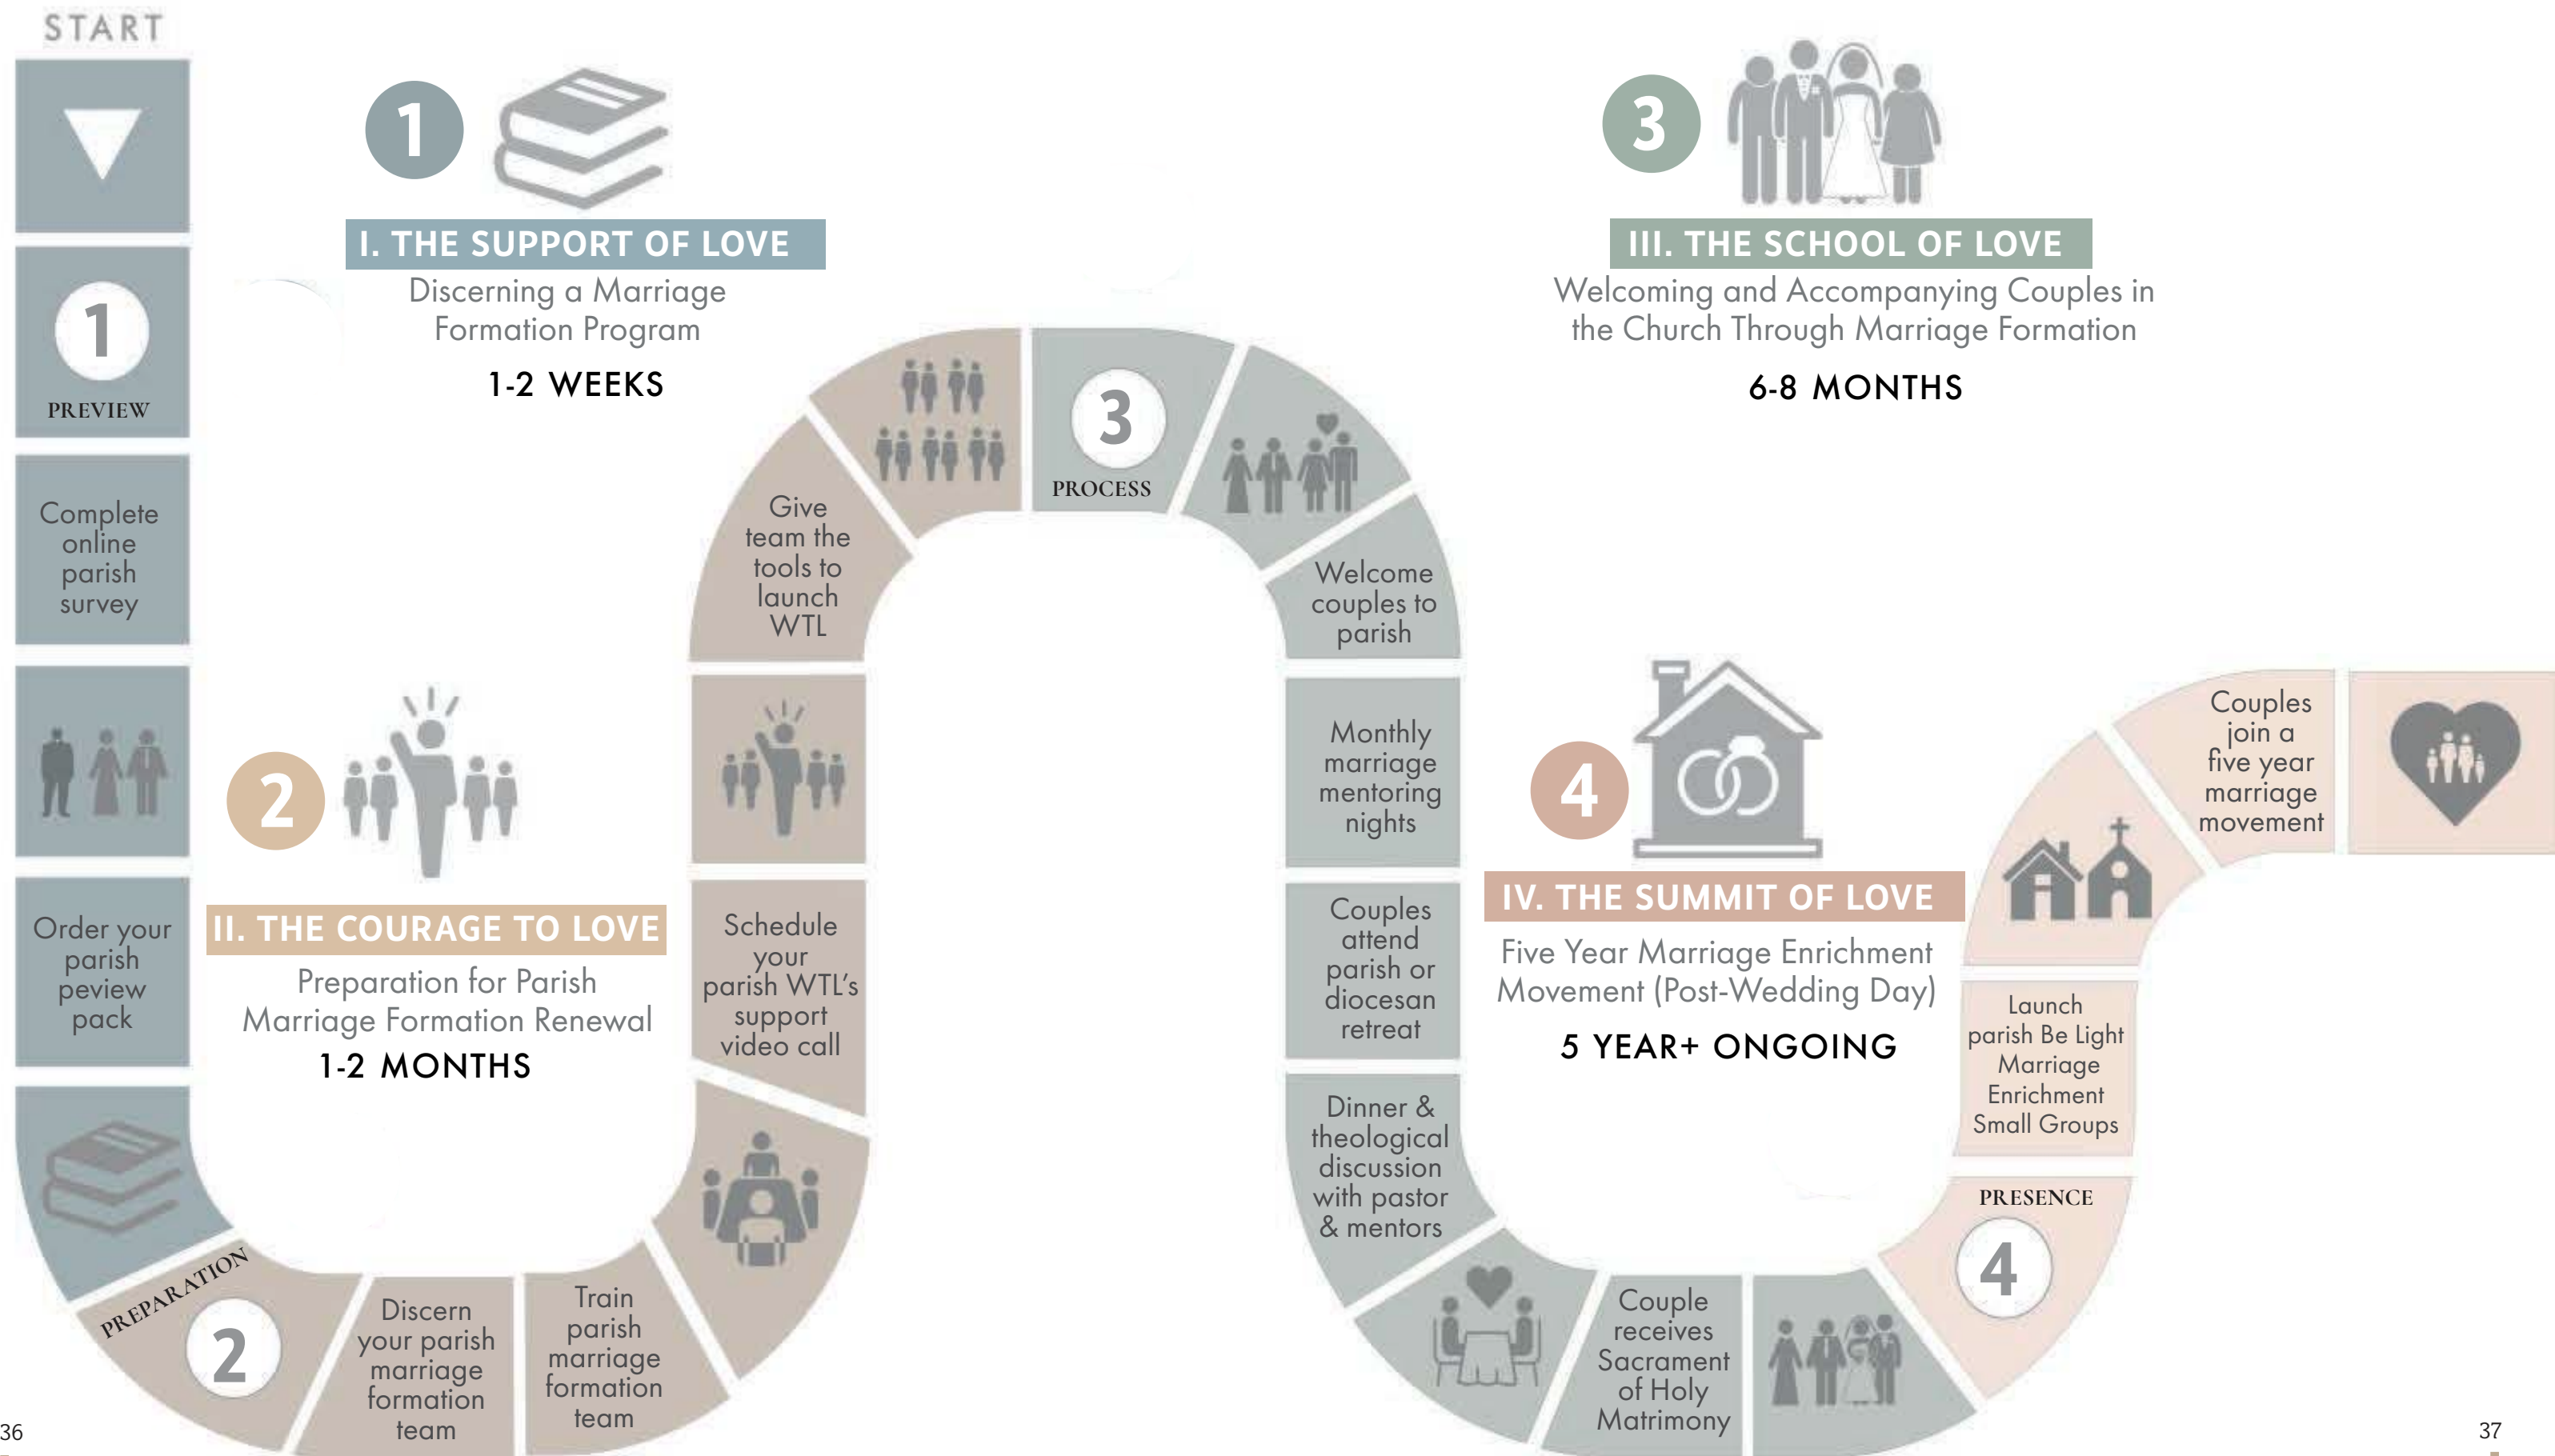 START
1
PREVIEW
Complete
online
parish
survey
Order your
parish
peview
pack
1
I. THE SUPPORT OF LOVE
Discerning a Marriage
Formation Program
1-2 WEEKS
2
II. THE COURAGE TO LOVE
Preparation for Parish
Marriage Formation Renewal
1-2 MONTHS
PREPARATION
2
Discern
your parish
marriage
formation
team
Train
parish
marriage
formation
team
Schedule
your
parish WTL's
support
video call
Give
team the
tools to
launch
WTL
3
PROCESS
3
III. THE SCHOOL OF LOVE
Welcoming and Accompanying Couples in
the Church Through Marriage Formation
6-8 MONTHS
Welcome
couples to
parish
Monthly
marriage
mentoring
nights
Couples
attend
parish or
diocesan
retreat
Dinner &
theological
discussion
with pastor
& mentors
Couple
receives
Sacrament
of Holy
Matrimony
4
IV. THE SUMMIT OF LOVE
Five Year Marriage Enrichment
Movement (Post-Wedding Day)
5 YEAR+ ONGOING
PRESENCE
4
Launch
parish Be Light
Marriage
Enrichment
Small Groups
Couples
join a
five year
marriage
movement
36
37